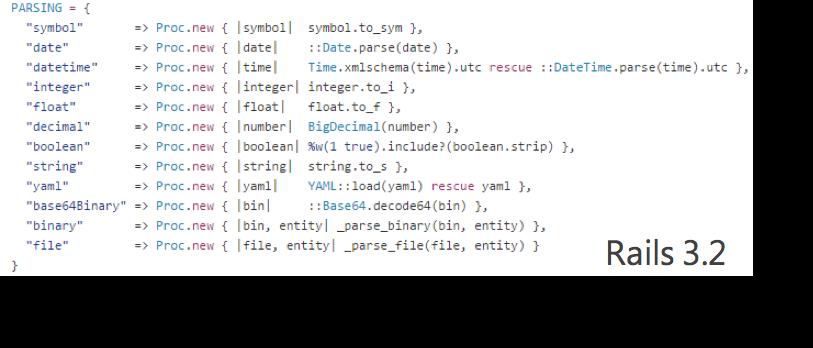 PARSING = {
  "symbol"       => Proc.new { |symbol|  symbol.to_sym },
  "date"         => Proc.new { |date|    ::Date.parse(date) },
  "datetime"     => Proc.new { |time|    Time.xmlschema(time).utc rescue ::DateTime.parse(time).utc },
  "integer"      => Proc.new { |integer| integer.to_i },
  "float"        => Proc.new { |float|   float.to_f },
  "decimal"      => Proc.new { |number|  BigDecimal(number) },
  "boolean"      => Proc.new { |boolean| %w(1 true).include?(boolean.strip) },
  "string"       => Proc.new { |string|  string.to_s },
  "yaml"         => Proc.new { |yaml|    YAML::load(yaml) rescue yaml },
  "base64Binary" => Proc.new { |bin|     ::Base64.decode64(bin) },
  "binary"       => Proc.new { |bin, entity| _parse_binary(bin, entity) },
  "file"         => Proc.new { |file, entity| _parse_file(file, entity) }
}
Rails 3.2